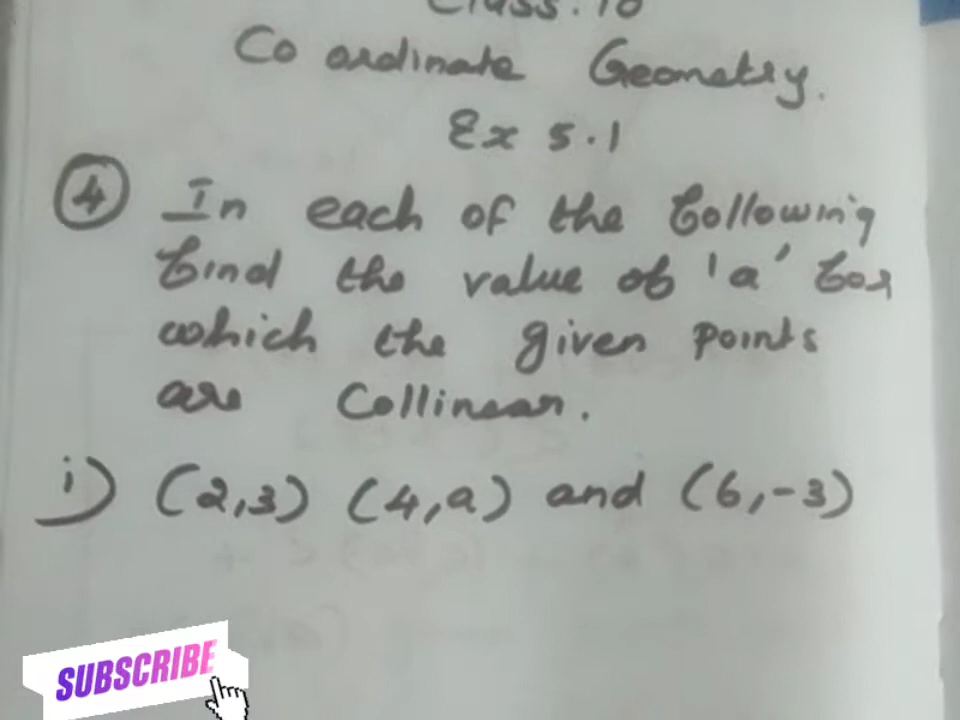 Class. 10
Co ordinate Geometry.
Ex 5.1
4 In each of the following
find the value of 'a' for
which the given points
are Collinear.
i) (2,3) (4,a) and (6,-3)
SUBSCRIBE